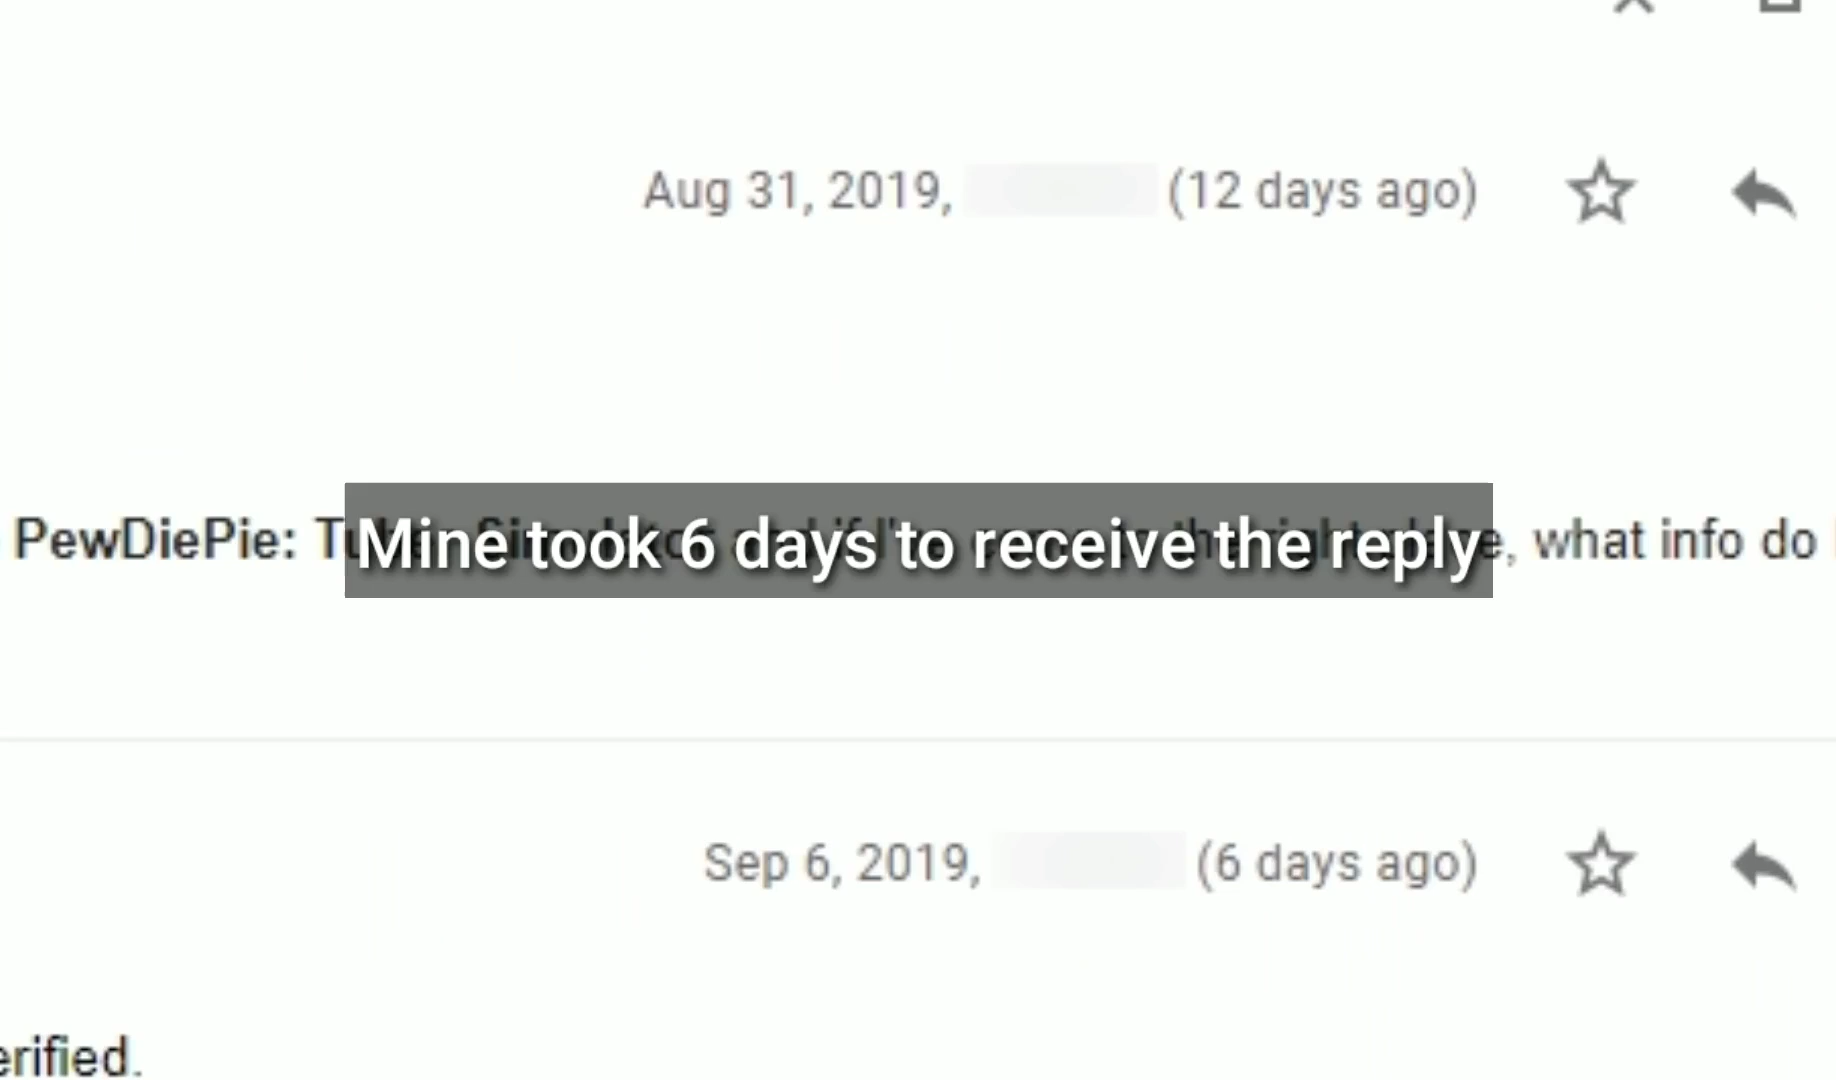 Aug 31, 2019, (12 days ago)
PewDiePie:
Mine took 6 days to receive the reply
, what info do
Sep 6, 2019, (6 days ago)
erified.